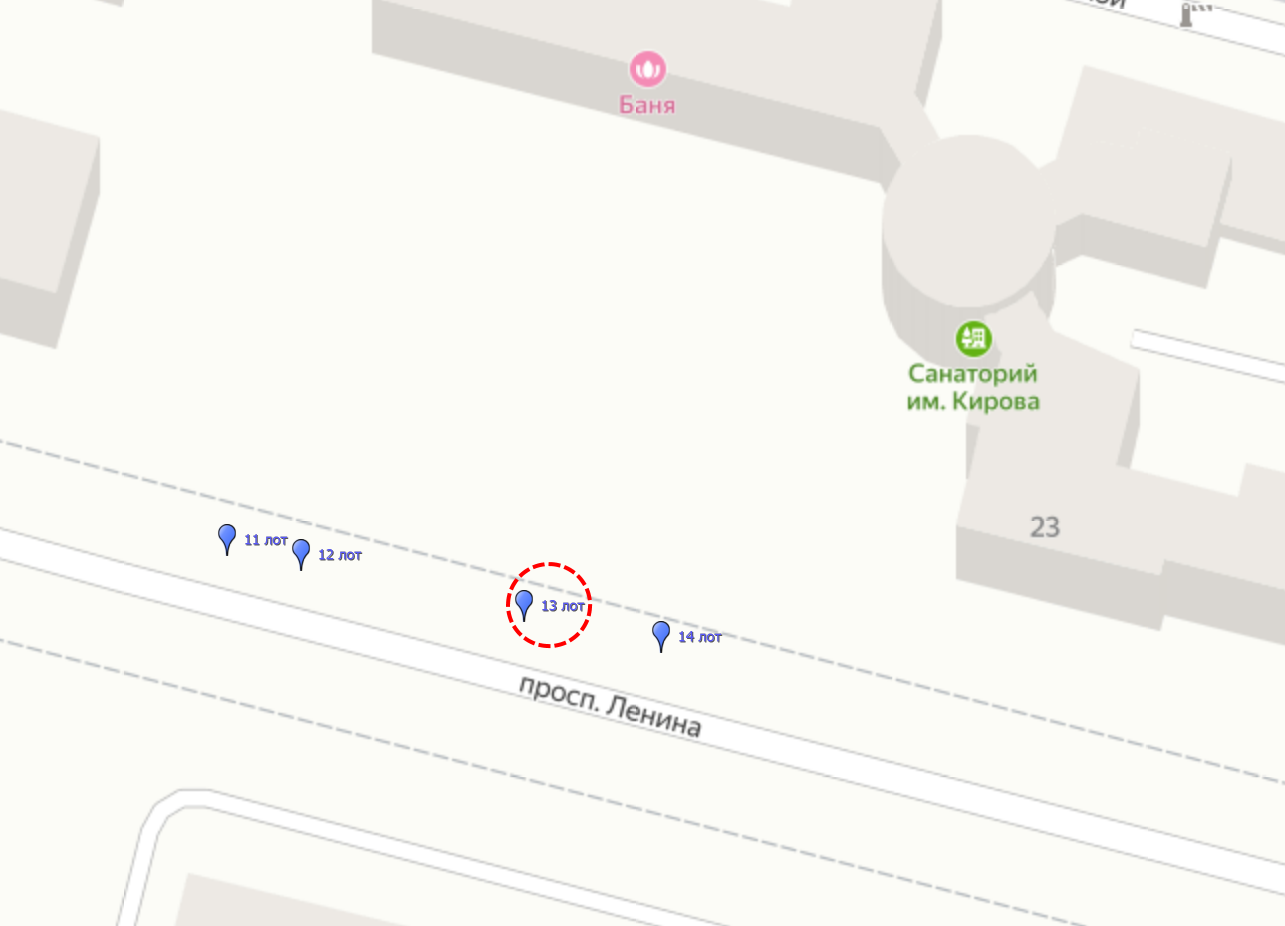 Баня
Санаторий
им. Кирова
23
11 лот
12 лот
13 лот
14 лот
просп. Ленина